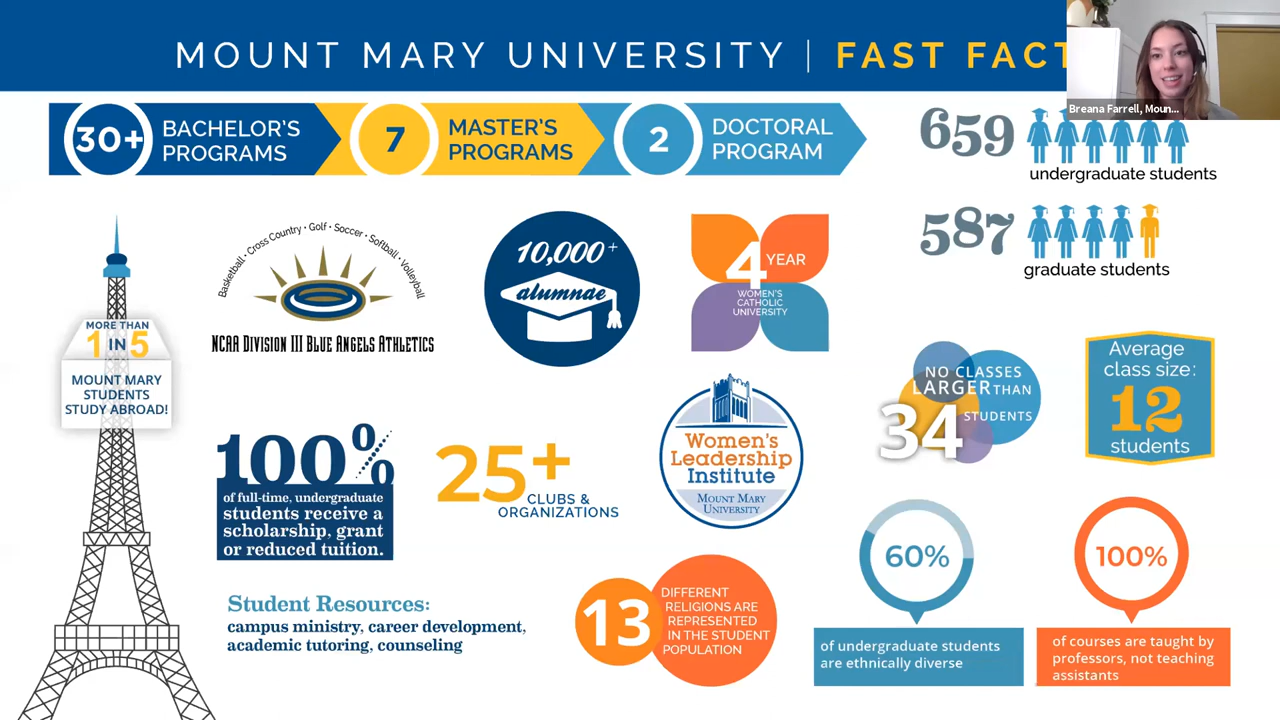 MOUNT MARY UNIVERSITY | FAST FACT
Breana Farrell, Moun...
30+
BACHELOR'S
PROGRAMS
7
MASTER'S
PROGRAMS
2
DOCTORAL
PROGRAM
659
undergraduate students
587
graduate students
MORE THAN
1 IN 5
MOUNT MARY
STUDENTS
STUDY ABROAD!
Basketball • Cross Country • Golf • Soccer • Softball • Volleyball
NCAA DIVISION III BLUE ANGELS ATHLETICS
10,000+
alumnae
4 YEAR
WOMEN'S
CATHOLIC
UNIVERSITY
NO CLASSES
LARGER THAN
34 STUDENTS
Average
class size:
12
students
100%
of full-time, undergraduate
students receive a
scholarship, grant
or reduced tuition.
25+
CLUBS &
ORGANIZATIONS
Women's
Leadership
Institute
MOUNT MARY
UNIVERSITY
Student Resources:
campus ministry, career development,
academic tutoring, counseling
13
DIFFERENT
RELIGIONS ARE
REPRESENTED
IN THE STUDENT
POPULATION
60%
of undergraduate students
are ethnically diverse
100%
of courses are taught by
professors, not teaching
assistants